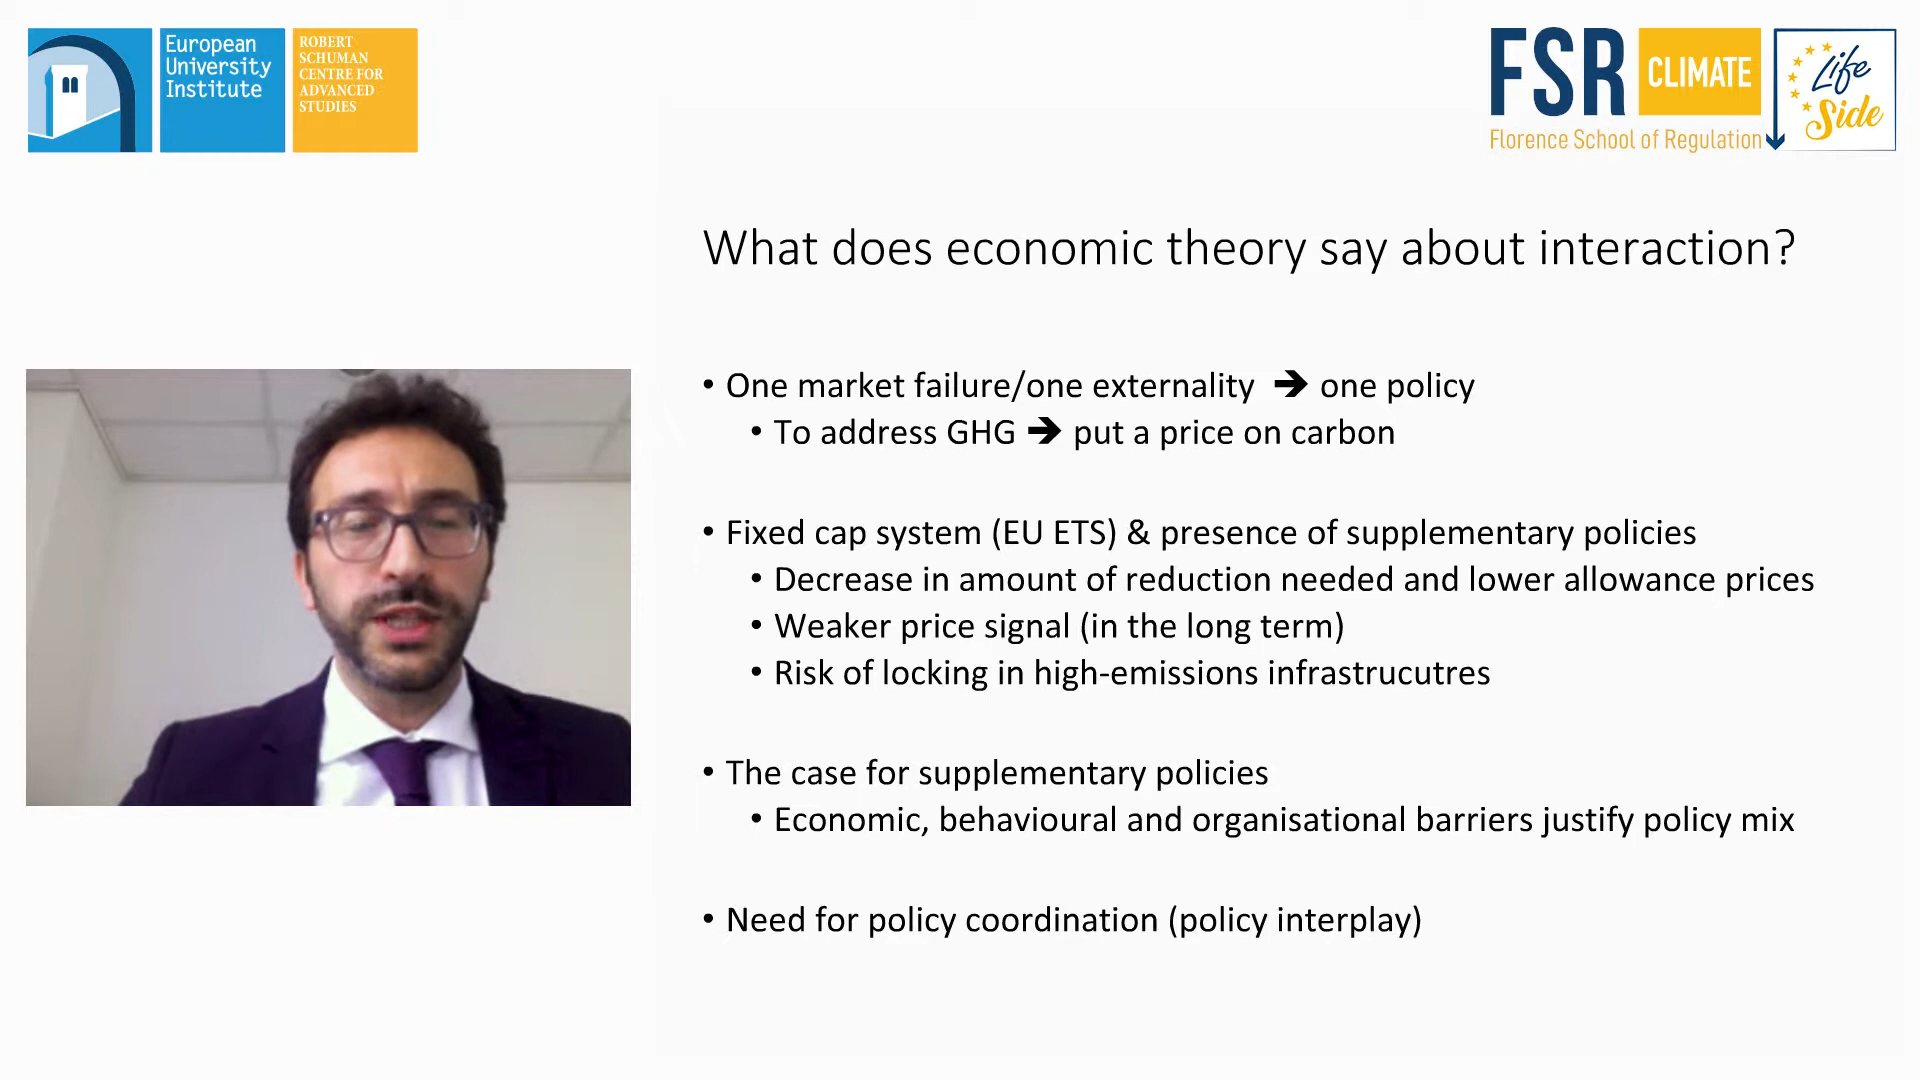 European
University
Institute
ROBERT
SCHUMAN
CENTRE FOR
ADVANCED
STUDIES
FSR CLIMATE
Florence School of Regulation
Life
Side
What does economic theory say about interaction?
• One market failure/one externality ➔ one policy
• To address GHG ➔ put a price on carbon
• Fixed cap system (EU ETS) & presence of supplementary policies
• Decrease in amount of reduction needed and lower allowance prices
• Weaker price signal (in the long term)
• Risk of locking in high-emissions infrastrucutres
• The case for supplementary policies
• Economic, behavioural and organisational barriers justify policy mix
• Need for policy coordination (policy interplay)